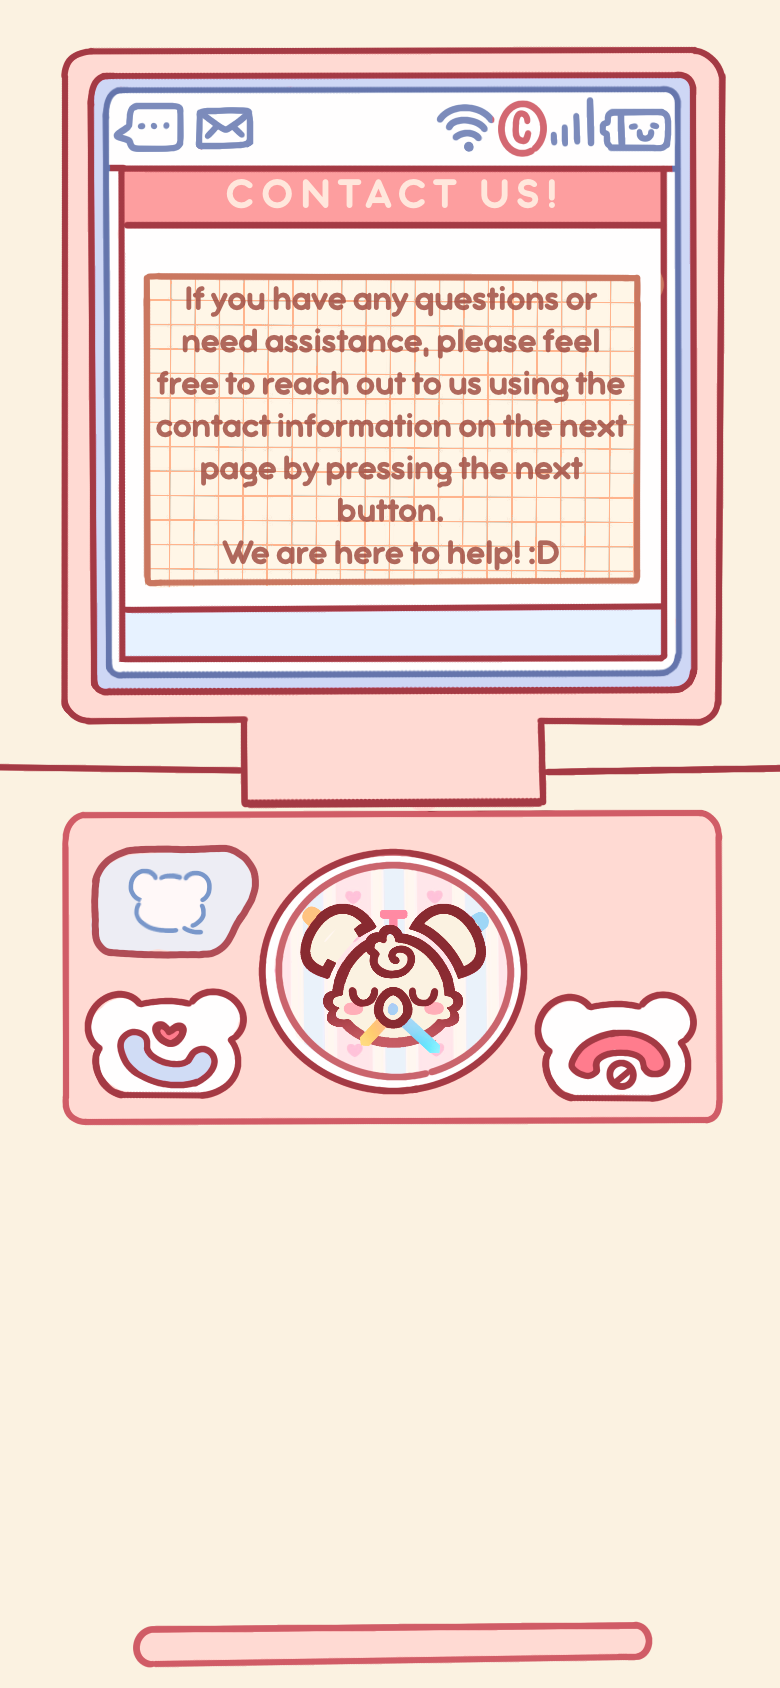 ©
CONTACT US!
If you have any questions or
need assistance, please feel
free to reach out to us using the
contact information on the next
page by pressing the next
button.
We are here to help! :D